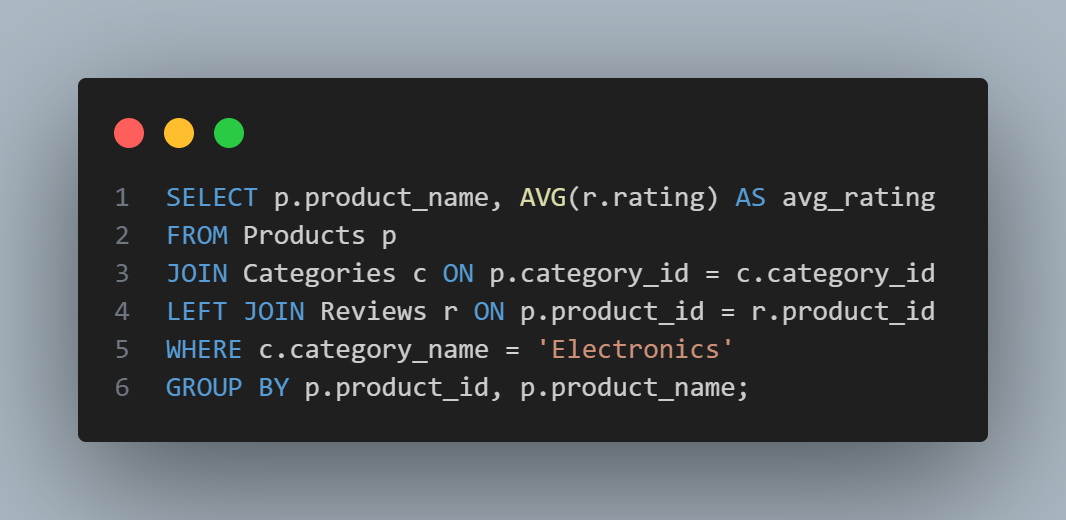 1 SELECT p.product_name, AVG(r.rating) AS avg_rating
2 FROM Products p
3 JOIN Categories c ON p.category_id = c.category_id
4 LEFT JOIN Reviews r ON p.product_id = r.product_id
5 WHERE c.category_name = 'Electronics'
6 GROUP BY p.product_id, p.product_name;